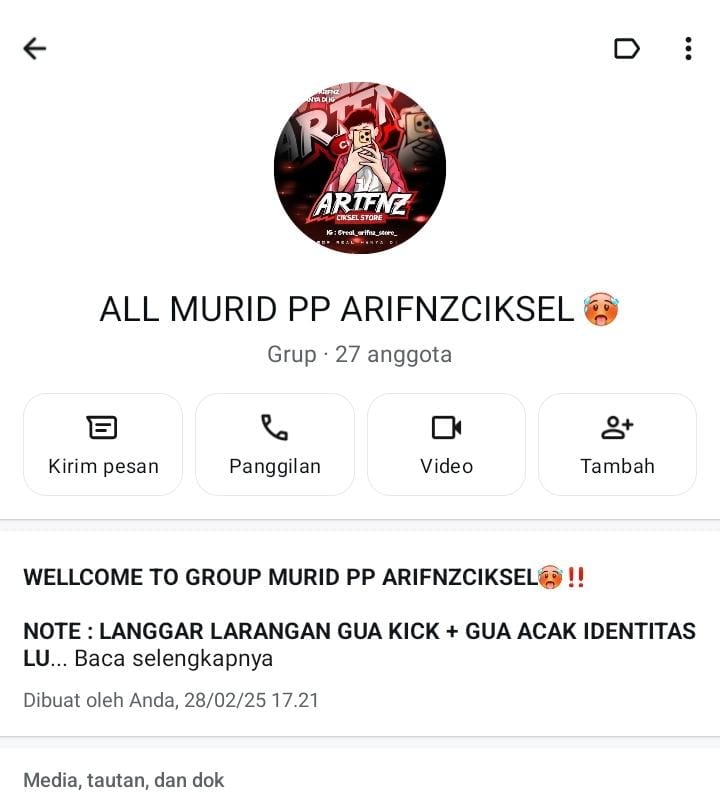 ARTFNZ
CIKSEL STORE
IG : @real_arifnz_store_
ALL MURID PP ARIFNZCIKSEL🥵
Grup · 27 anggota
Kirim pesan
Panggilan
Video
Tambah
WELLCOME TO GROUP MURID PP ARIFNZCIKSEL🥵‼️
NOTE : LANGGAR LARANGAN GUA KICK + GUA ACAK IDENTITAS
LU... Baca selengkapnya
Dibuat oleh Anda, 28/02/25 17.21
Media, tautan, dan dok